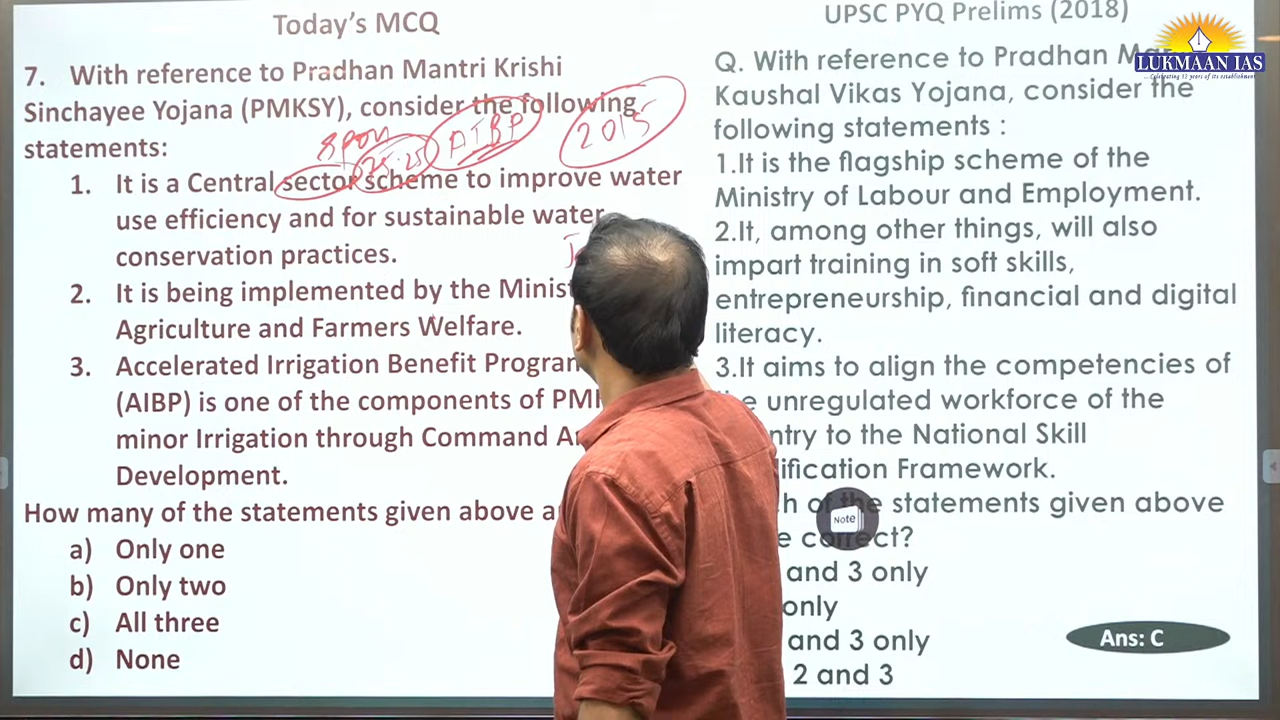 Today's MCQ
7. With reference to Pradhan Mantri Krishi
Sinchayee Yojana (PMKSY), consider the following
statements:
spon
25.25
AIBP
2015
1. It is a Central sector scheme to improve water
use efficiency and for sustainable water
conservation practices.
2. It is being implemented by the Minist
Agriculture and Farmers Welfare.
3. Accelerated Irrigation Benefit Progra
(AIBP) is one of the components of PM
minor Irrigation through Command A
Development.
How many of the statements given above a
a) Only one
b) Only two
c) All three
d) None
UPSC PYQ Prelims (2018)
LUKMAAN IAS
Q. With reference to Pradhan Ma
Kaushal Vikas Yojana, consider the
following statements :
1.It is the flagship scheme of the
Ministry of Labour and Employment.
2.It, among other things, will also
impart training in soft skills,
entrepreneurship, financial and digital
literacy.
3.It aims to align the competencies of
e unregulated workforce of the
ntry to the National Skill
ification Framework.
h of the statements given above
e correct?
and 3 only
only
and 3 only
2 and 3
Note
Ans: C